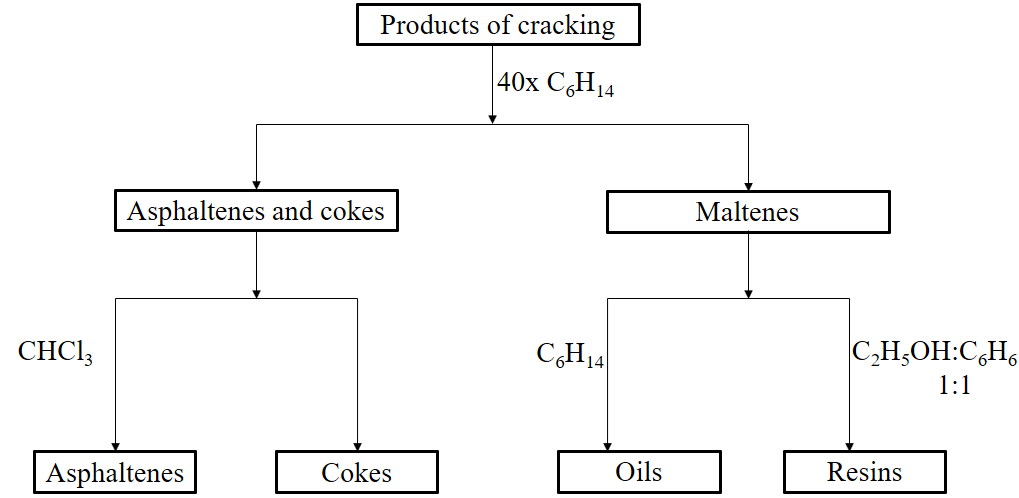 Products of cracking
40x C₆H₁₄
Asphaltenes and cokes
Maltenes
CHCl₃
C₆H₁₄
C₂H₅OH:C₆H₆
1:1
Asphaltenes
Cokes
Oils
Resins